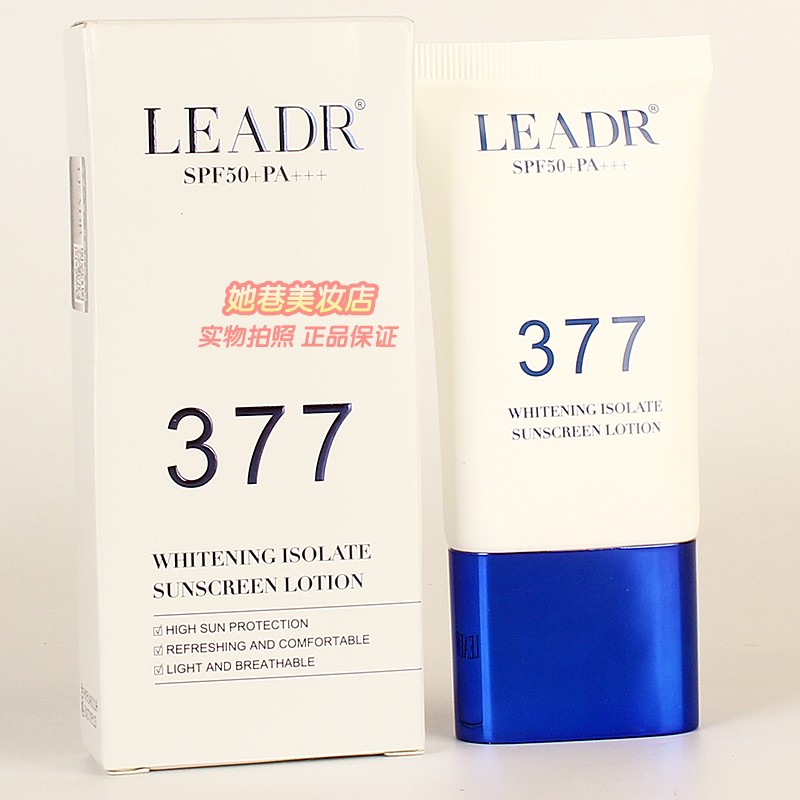 LEADR®
SPF50+PA+++
她巷美妆店
实物拍照 正品保证
377
WHITENING ISOLATE
SUNSCREEN LOTION
☑ HIGH SUN PROTECTION
☑ REFRESHING AND COMFORTABLE
☑ LIGHT AND BREATHABLE
LEADR®
SPF50+PA+++
377
WHITENING ISOLATE
SUNSCREEN LOTION